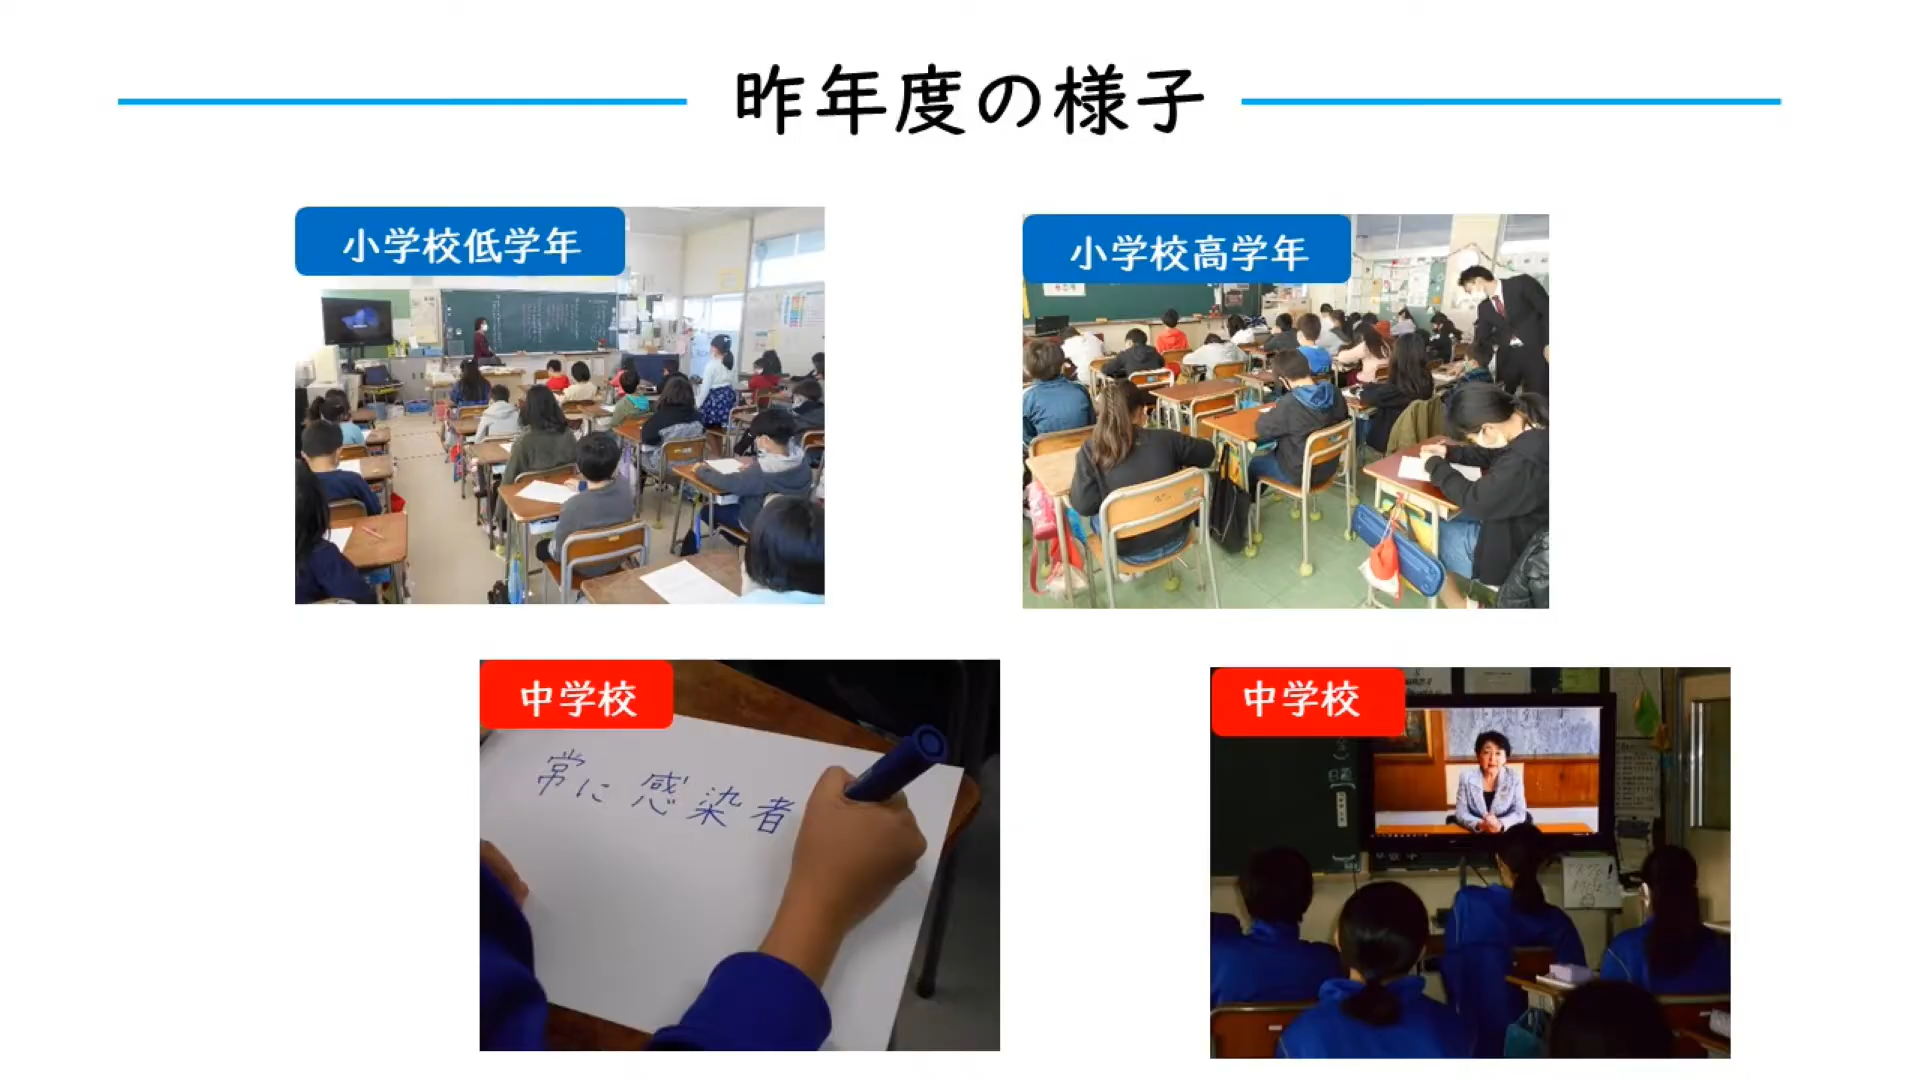 昨年度の様子
小学校低学年
小学校高学年
中学校
常に 感染者
中学校